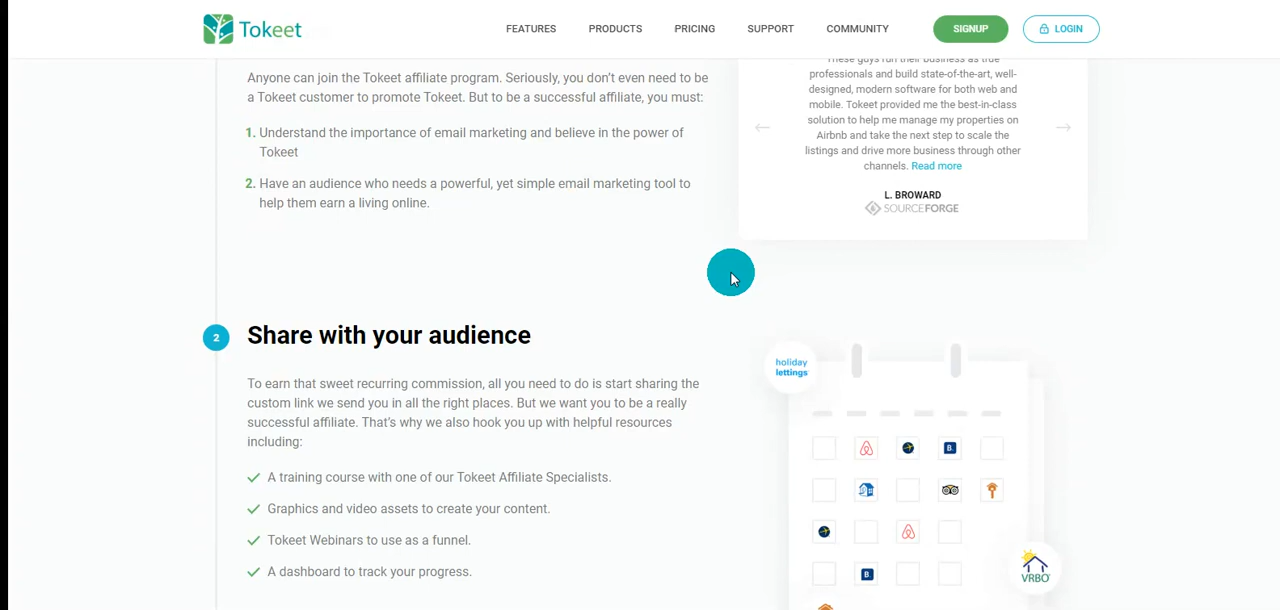 Tokeet
FEATURES
PRODUCTS
PRICING
SUPPORT
COMMUNITY
SIGNUP
LOGIN
Anyone can join the Tokeet affiliate program. Seriously, you don't even need to be
a Tokeet customer to promote Tokeet. But to be a successful affiliate, you must:
1. Understand the importance of email marketing and believe in the power of
Tokeet
2. Have an audience who needs a powerful, yet simple email marketing tool to
help them earn a living online.
These guys run their business as true
professionals and build state-of-the-art, well-
designed, modern software for both web and
mobile. Tokeet provided me the best-in-class
solution to help me manage my properties on
Airbnb and take the next step to scale the
listings and drive more business through other
channels. Read more
L. BROWARD
SOURCEFORGE
2
Share with your audience
To earn that sweet recurring commission, all you need to do is start sharing the
custom link we send you in all the right places. But we want you to be a really
successful affiliate. That's why we also hook you up with helpful resources
including:
A training course with one of our Tokeet Affiliate Specialists.
Graphics and video assets to create your content.
Tokeet Webinars to use as a funnel.
A dashboard to track your progress.
holiday
lettings
B.
B.
VRBO